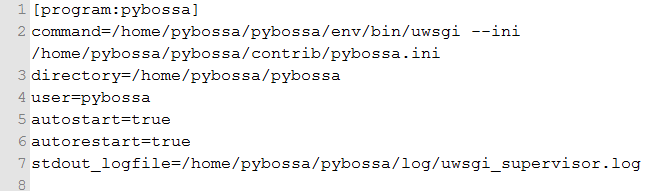 1 [program:pybossa]
2 command=/home/pybossa/pybossa/env/bin/uwsgi --ini
/home/pybossa/pybossa/contrib/pybossa.ini
3 directory=/home/pybossa/pybossa
4 user=pybossa
5 autostart=true
6 autorestart=true
7 stdout_logfile=/home/pybossa/pybossa/log/uwsgi_supervisor.log
8